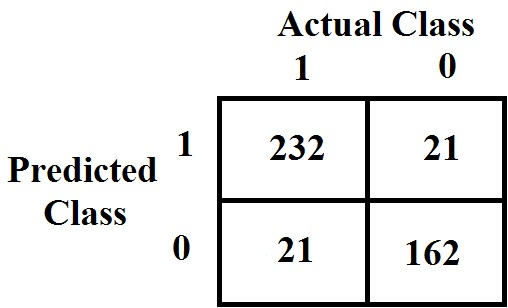 Actual Class
1 0
1 232 21
Predicted
Class
0 21 162